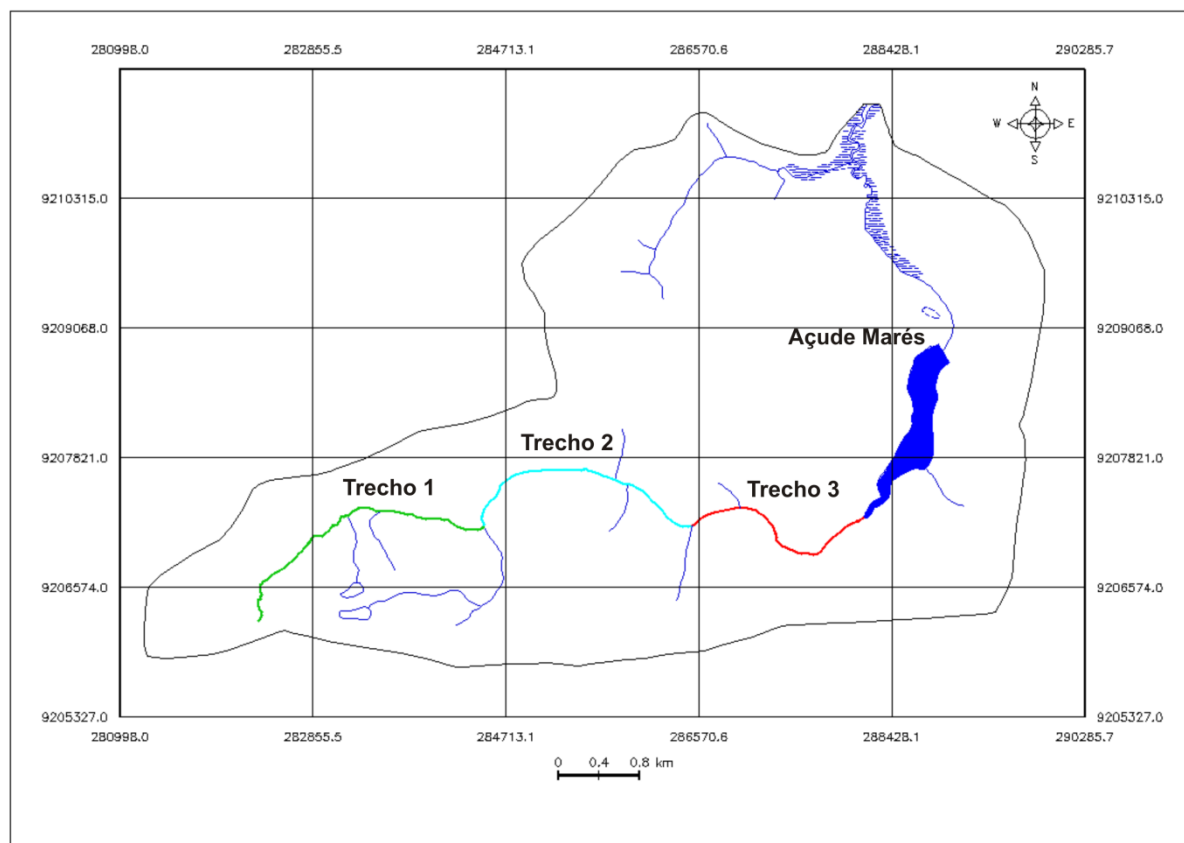 280998.0 282855.5 284713.1 286570.6 288428.1 290285.7
N
W E
S
9210315.0 9210315.0
9209068.0 9209068.0
Açude Marés
9207821.0 9207821.0
Trecho 2
Trecho 1 Trecho 3
9206574.0 9206574.0
9205327.0 9205327.0
280998.0 282855.5 284713.1 286570.6 288428.1 290285.7
0 0.4 0.8 km